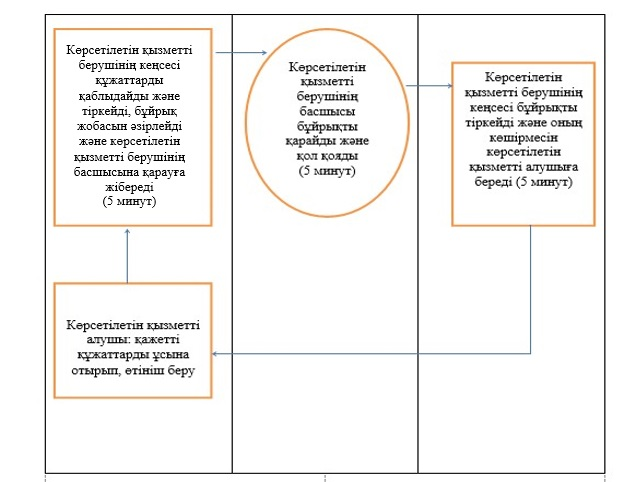 Көрсетілетін қызметті
берушінің кеңсесі
құжаттарды
қаблыдайды және
тіркейді, бұйрық
жобасын әзірлейді
және көрсетілетін
қызметті берушінің
басшысына қарауға
жібереді
(5 минут)
Көрсетілетін
қызметті
берушінің
басшысы
бұйрықты
қарайды және
қол қояды
(5 минут)
Көрсетілетін
қызметті берушінің
кеңсесі бұйрықты
тіркейді және оның
көшірмесін
көрсетілетін
қызметті алушыға
береді (5 минут)
Көрсетілетін қызметті
алушы: қажетті
құжаттарды ұсына
отырып, өтініш беру